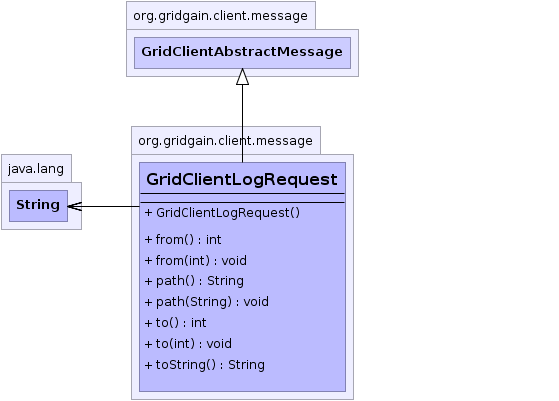 org.gridgain.client.message
GridClientAbstractMessage
org.gridgain.client.message
java.lang
String
GridClientLogRequest
+ GridClientLogRequest()
+ from() : int
+ from(int) : void
+ path() : String
+ path(String) : void
+ to() : int
+ to(int) : void
+ toString() : String